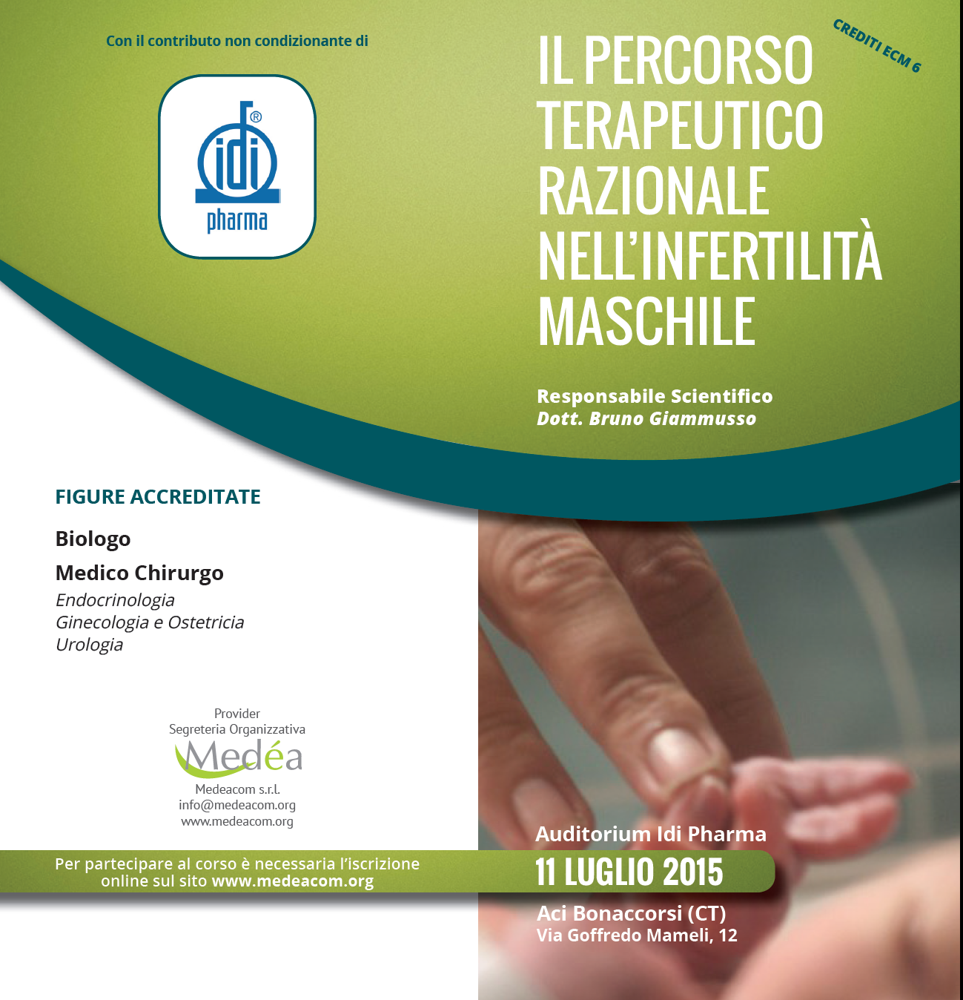 Con il contributo non condizionante di
idi
®
pharma
CREDITI ECM 6
IL PERCORSO
TERAPEUTICO
RAZIONALE
NELL’INFERTILITÀ
MASCHILE
Responsabile Scientifico
Dott. Bruno Giammusso
FIGURE ACCREDITATE
Biologo
Medico Chirurgo
Endocrinologia
Ginecologia e Ostetricia
Urologia
Provider
Segreteria Organizzativa
Medéa
Medeacom s.r.l.
info@medeacom.org
www.medeacom.org
Per partecipare al corso è necessaria l’iscrizione
online sul sito www.medeacom.org
Auditorium Idi Pharma
11 LUGLIO 2015
Aci Bonaccorsi (CT)
Via Goffredo Mameli, 12